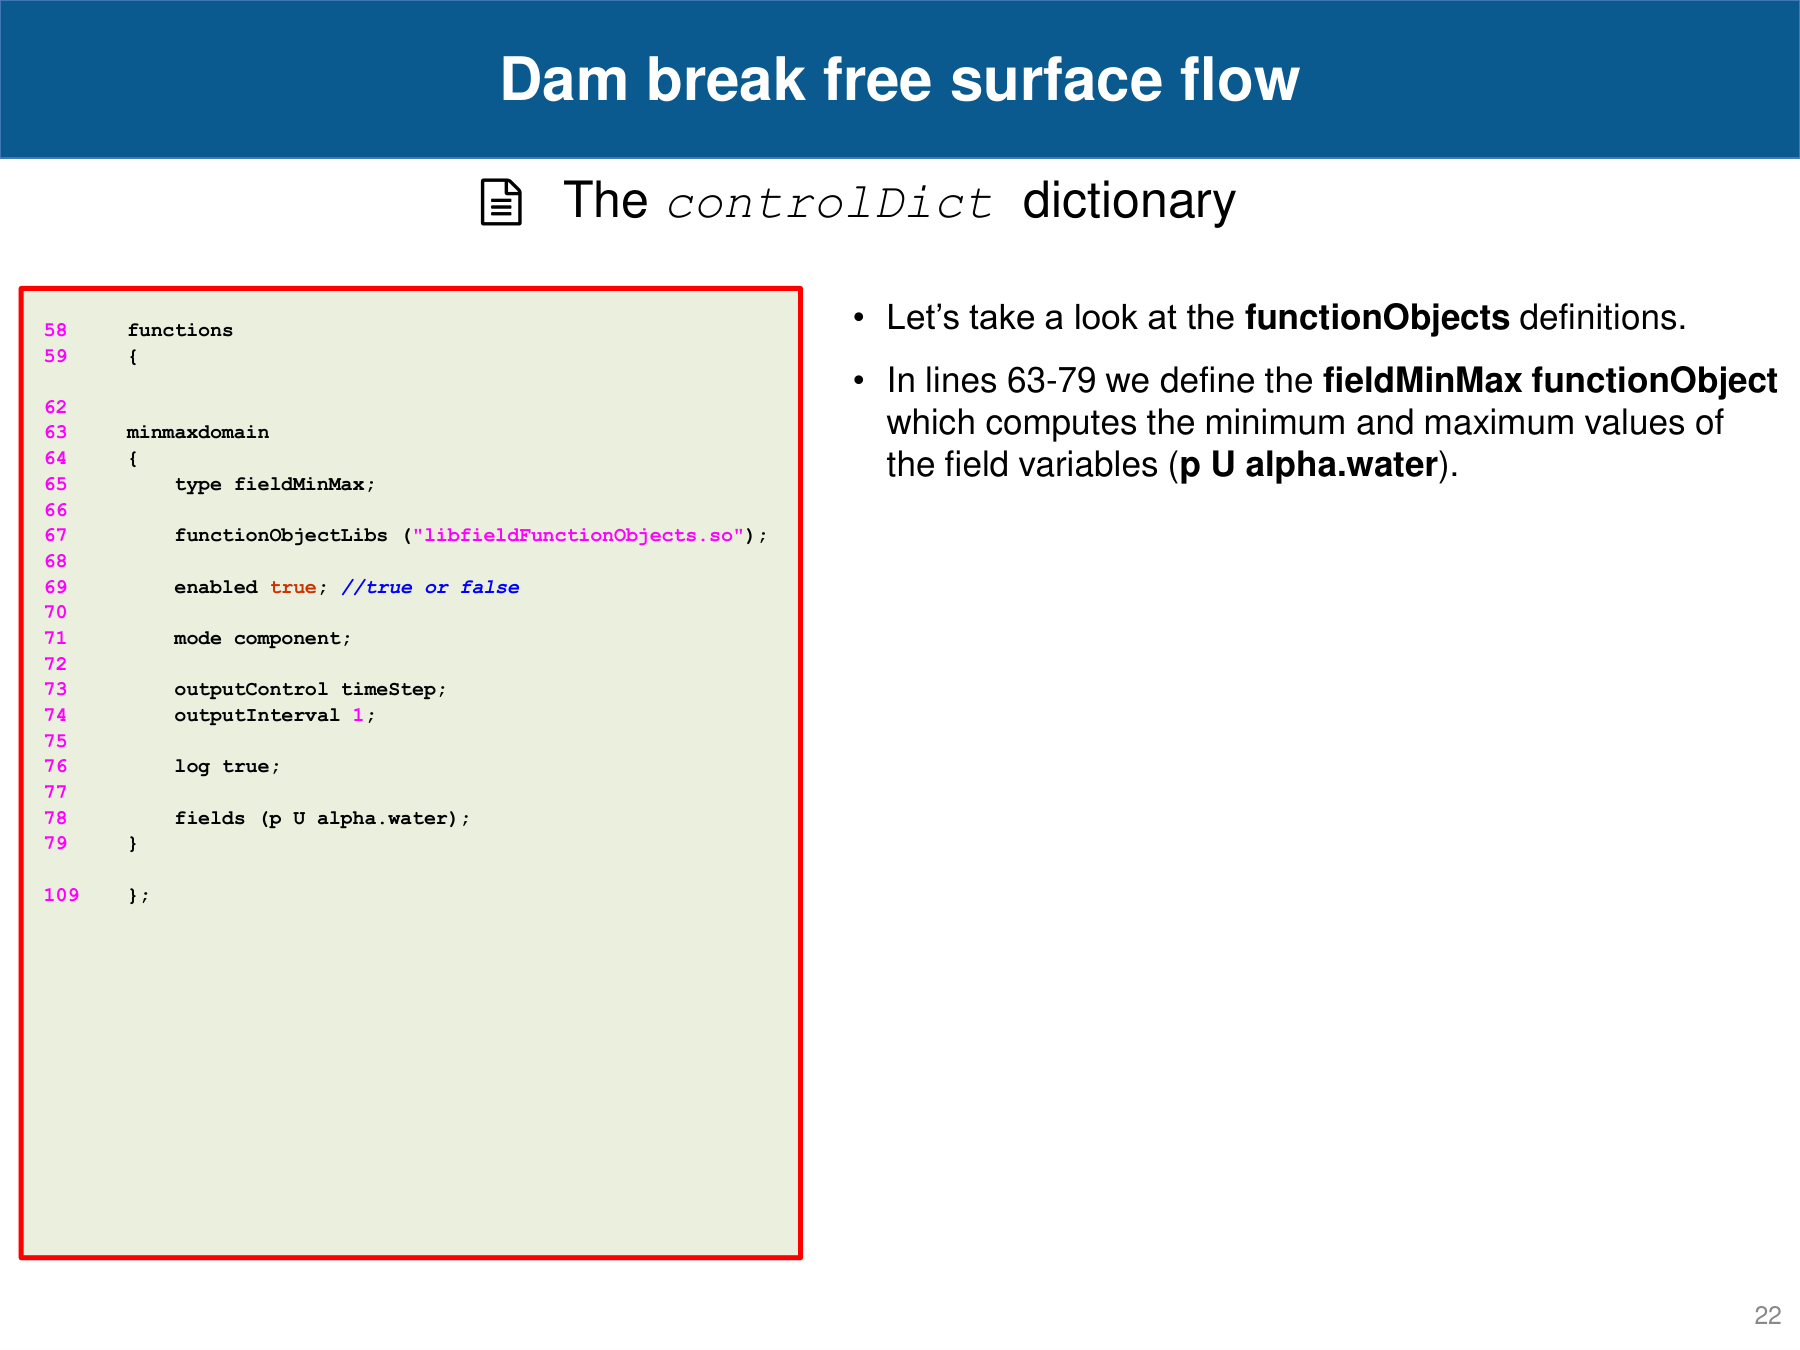 Dam break free surface flow
The controlDict dictionary
58 functions
59 {
62
63 minmaxdomain
64 {
65 type fieldMinMax;
66
67 functionObjectLibs ("libfieldFunctionObjects.so");
68
69 enabled true; //true or false
70
71 mode component;
72
73 outputControl timeStep;
74 outputInterval 1;
75
76 log true;
77
78 fields (p U alpha.water);
79 }
109 };
• Let’s take a look at the functionObjects definitions.
• In lines 63-79 we define the fieldMinMax functionObject
which computes the minimum and maximum values of
the field variables (p U alpha.water).
22